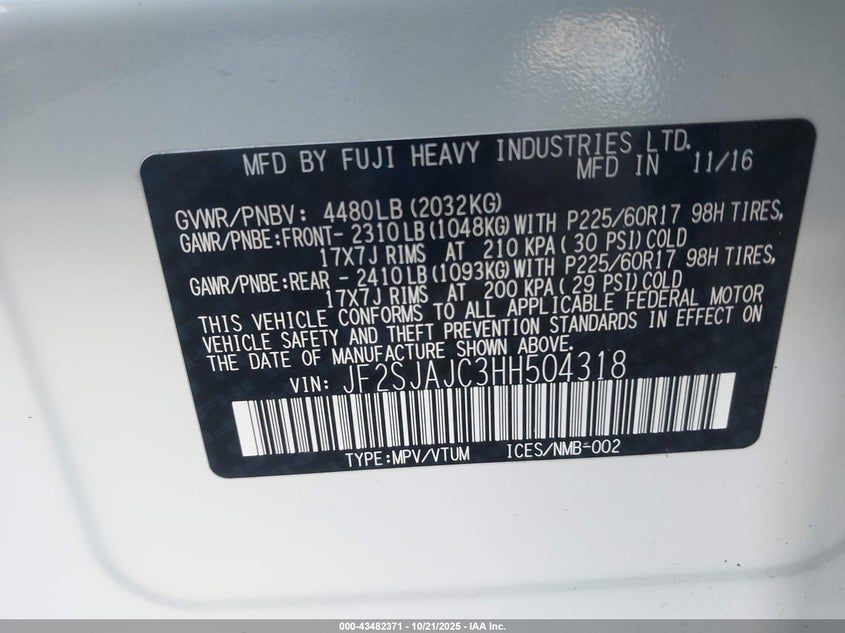 MFD BY FUJI HEAVY INDUSTRIES LTD.
MFD IN 11/16
GVWR/PNBV: 4480LB (2032KG)
GAWR/PNBE:FRONT- 2310LB (1048KG) WITH P225/60R17 98H TIRES,
17X7J RIMS AT 210 KPA ( 30 PSI) COLD
GAWR/PNBE:REAR - 2410LB (1093KG) WITH P225/60R17 98H TIRES,
17X7J RIMS AT 200 KPA ( 29 PSI) COLD
THIS VEHICLE CONFORMS TO ALL APPLICABLE FEDERAL MOTOR
VEHICLE SAFETY AND THEFT PREVENTION STANDARDS IN EFFECT ON
THE DATE OF MANUFACTURE SHOWN ABOVE.
VIN: JF2SJAJC3HH504318
TYPE:MPV/VTUM ICES/NMB-002
000-43482371 - 10/21/2025 - IAA Inc.